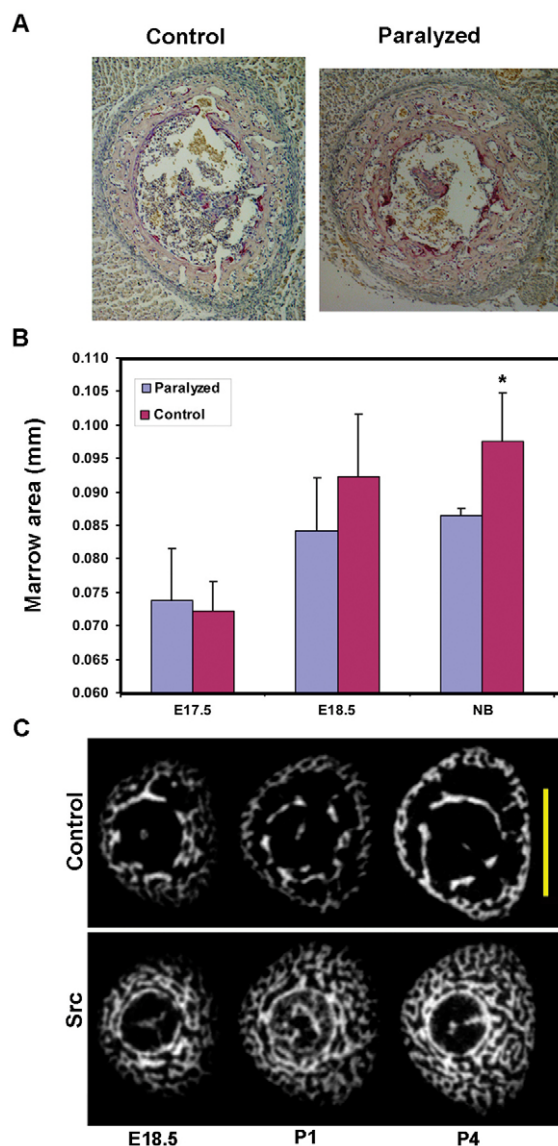 A
Control Paralyzed
B
0.110
0.105
0.100
0.095
0.090
0.085
0.080
0.075
0.070
0.065
0.060
Marrow area (mm)
Paralyzed
Control
*
E17.5 E18.5 NB
C
Control
Src
E18.5 P1 P4